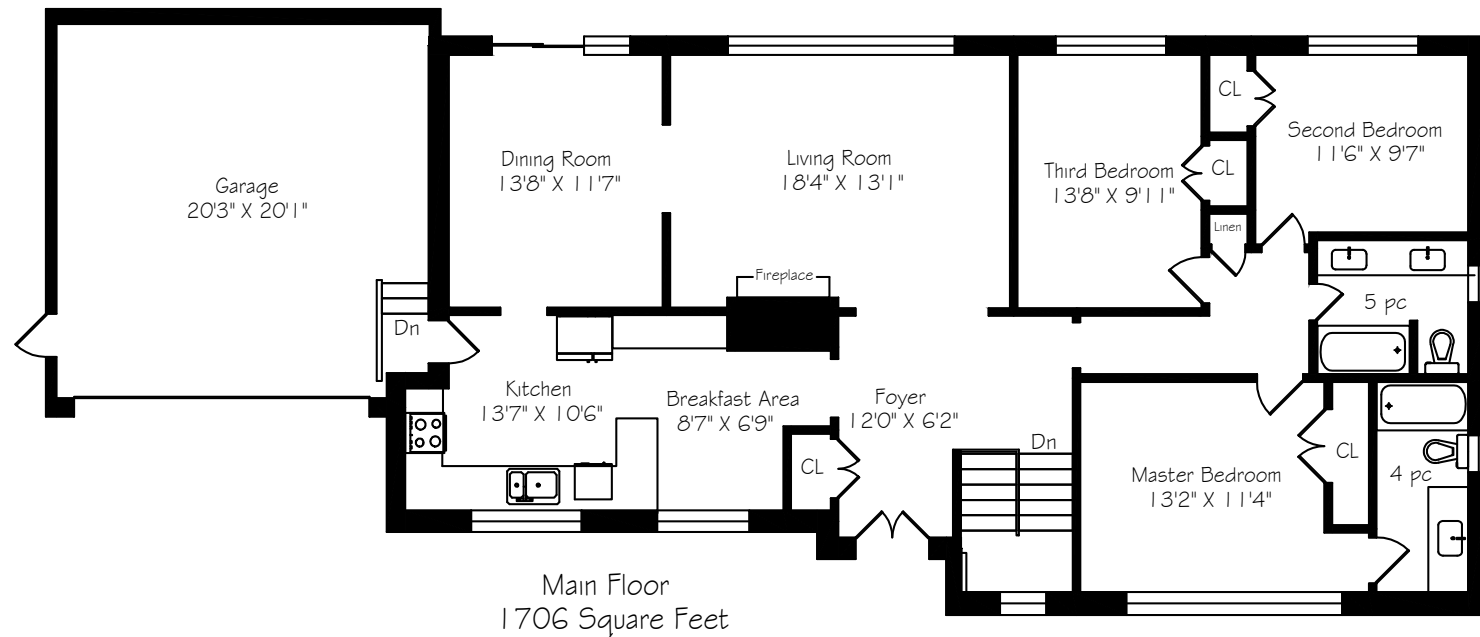 Garage
20'3" X 20'1"
Dn
Dining Room
13'8" X 11'7"
Living Room
18'4" X 13'1"
Fireplace
Third Bedroom
13'8" X 9'11"
CL
CL
Linen
Second Bedroom
11'6" X 9'7"
5 pc
Kitchen
13'7" X 10'6"
Breakfast Area
8'7" X 6'9"
CL
Foyer
12'0" X 6'2"
Dn
Master Bedroom
13'2" X 11'4"
CL
4 pc
Main Floor
1706 Square Feet